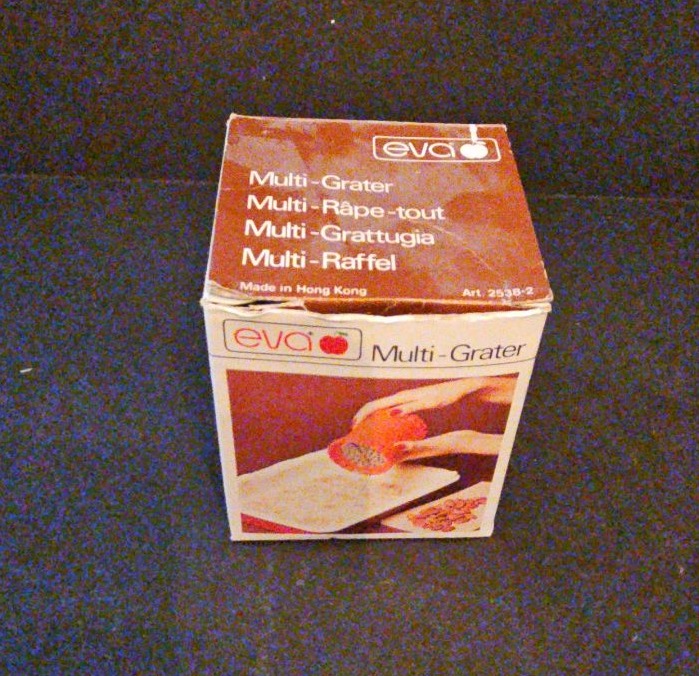 eva
Multi-Grater
Multi-Râpe-tout
Multi-Grattugia
Multi-Raffel
Made in Hong Kong Art. 2538-2
eva® Multi-Grater